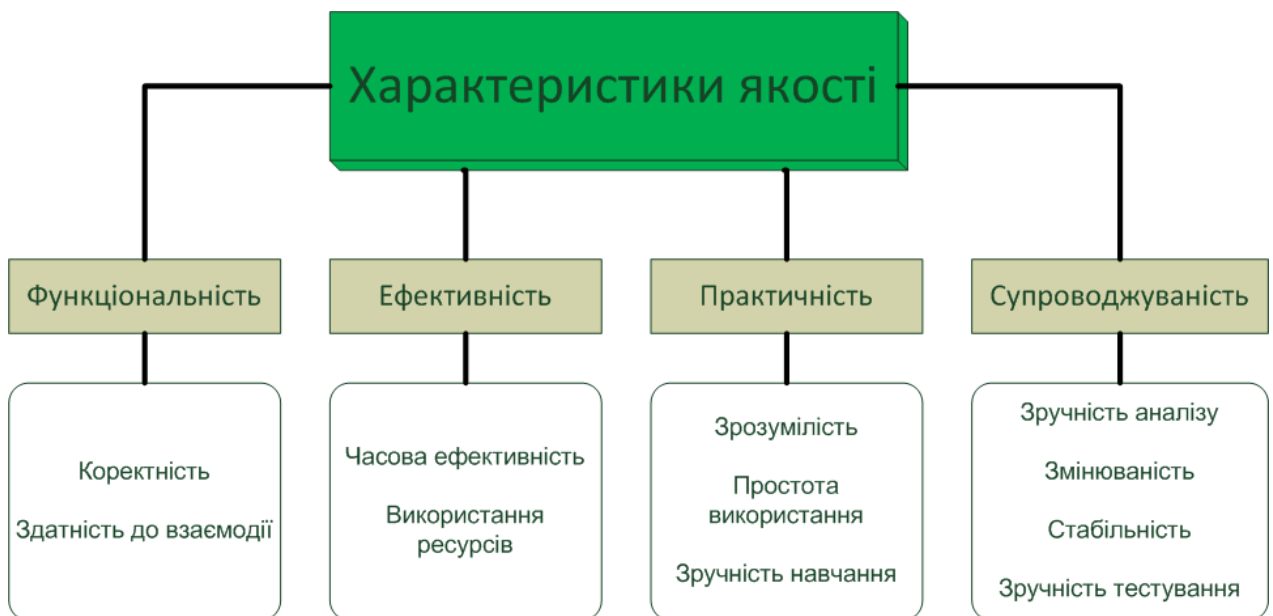 Характеристики якості
Функціональність
Ефективність
Практичність
Супроводжуваність
Коректність
Здатність до взаємодії
Часова ефективність
Використання
ресурсів
Зрозумілість
Простота
використання
Зручність навчання
Зручність аналізу
Змінюваність
Стабільність
Зручність тестування